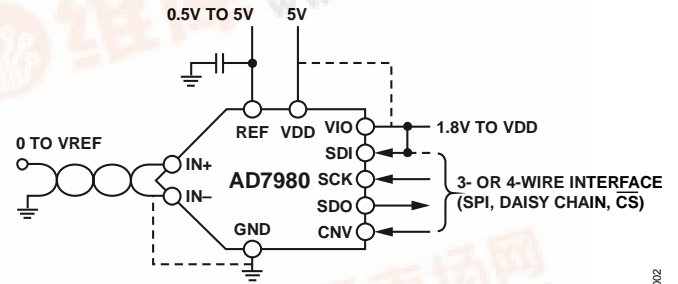 0.5V TO 5V 5V
REF VDD VIO 1.8V TO VDD
SDI
0 TO VREF
IN+
AD7980 SCK 3- OR 4-WIRE INTERFACE
IN– SDO (SPI, DAISY CHAIN, CS)
GND CNV
002